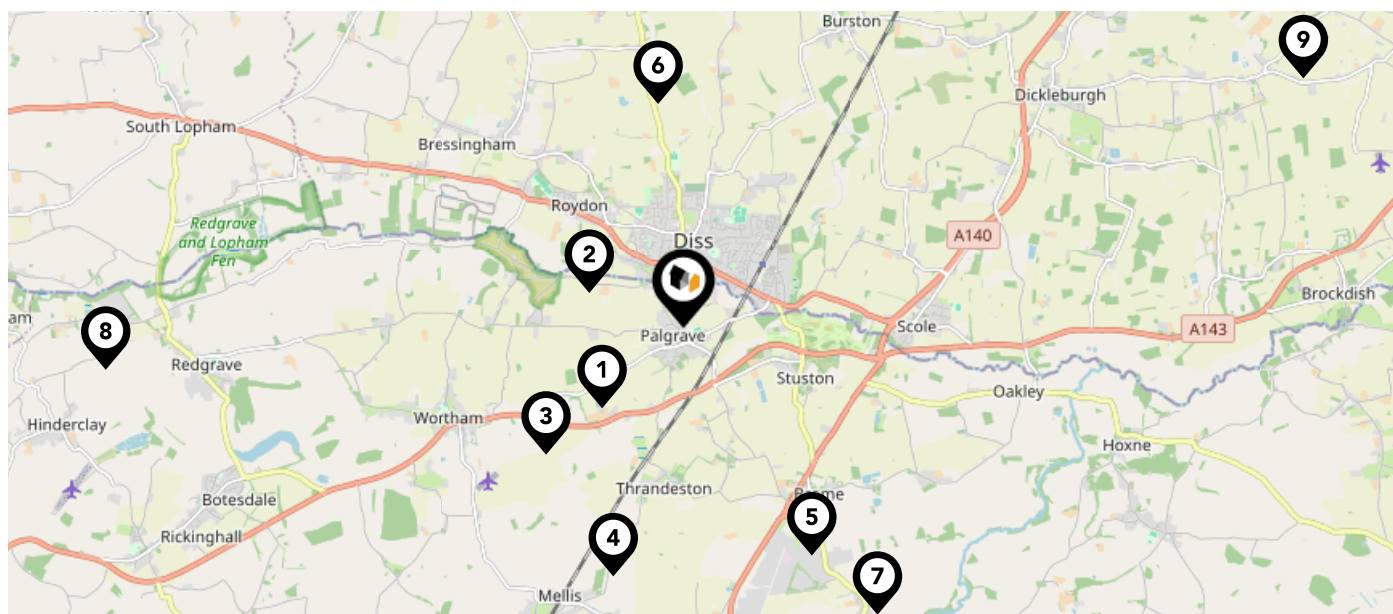 Burston
9
6
Dickleburgh
South Lopham
Bressingham
Roydon
Redgrave
and Lopham
Fen
A140
Diss
2
Brockdish
am
8
Scole
A143
Palgrave
Redgrave
1
Stuston
Oakley
3
Wortham
Hinderclay
Hoxne
Thrandeston
Botesdale
5
Rickinghall
4
7
Mellis